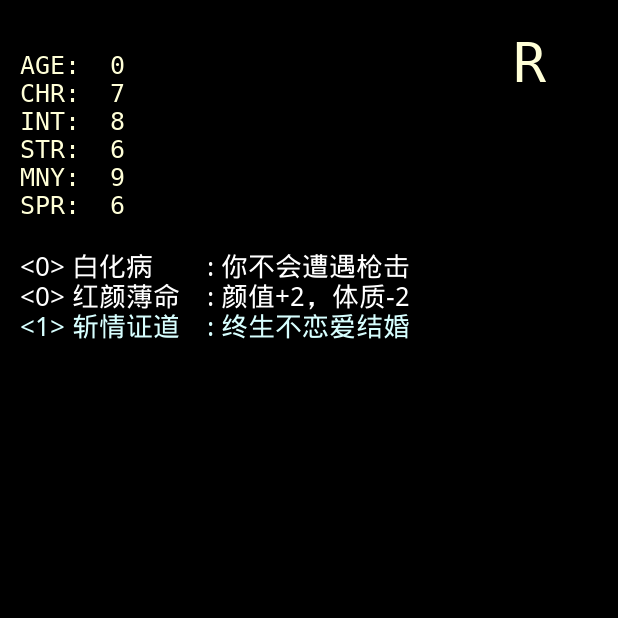 R
AGE: 0
CHR: 7
INT: 8
STR: 6
MNY: 9
SPR: 6
<0> 白化病 : 你不会遭遇枪击
<0> 红颜薄命 : 颜值+2，体质-2
<1> 斩情证道 : 终生不恋爱结婚